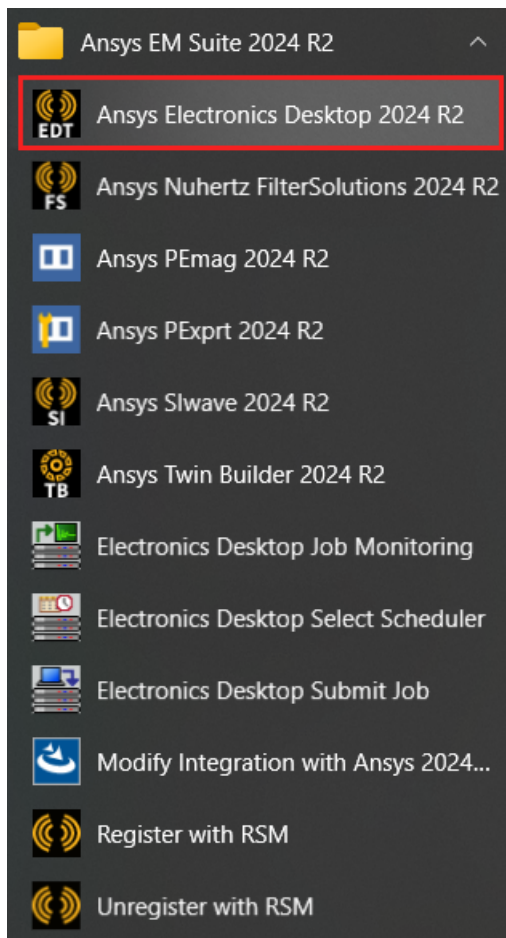 Ansys EM Suite 2024 R2
EDT
Ansys Electronics Desktop 2024 R2
FS
Ansys Nuhertz FilterSolutions 2024 R2
Ansys PEmag 2024 R2
Ansys PExprt 2024 R2
SI
Ansys SIwave 2024 R2
TB
Ansys Twin Builder 2024 R2
Electronics Desktop Job Monitoring
Electronics Desktop Select Scheduler
Electronics Desktop Submit Job
Modify Integration with Ansys 2024...
Register with RSM
Unregister with RSM